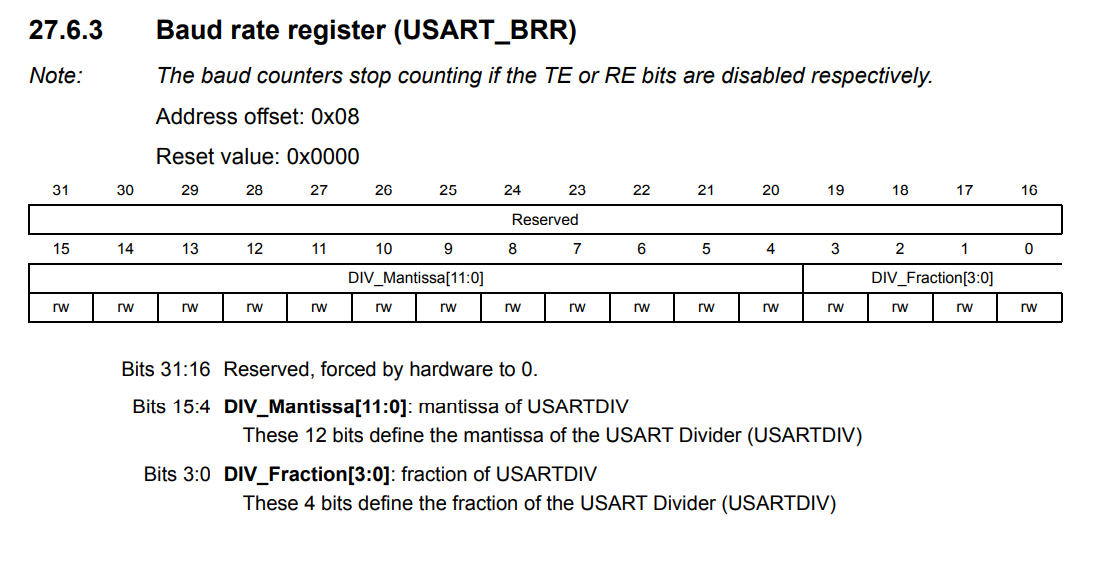 27.6.3 Baud rate register (USART_BRR)
Note: The baud counters stop counting if the TE or RE bits are disabled respectively.
Address offset: 0x08
Reset value: 0x0000
31 30 29 28 27 26 25 24 23 22 21 20 19 18 17 16
Reserved
15 14 13 12 11 10 9 8 7 6 5 4 3 2 1 0
DIV_Mantissa[11:0] DIV_Fraction[3:0]
rw rw rw rw rw rw rw rw rw rw rw rw rw rw rw rw
Bits 31:16 Reserved, forced by hardware to 0.
Bits 15:4 DIV_Mantissa[11:0]: mantissa of USARTDIV
These 12 bits define the mantissa of the USART Divider (USARTDIV)
Bits 3:0 DIV_Fraction[3:0]: fraction of USARTDIV
These 4 bits define the fraction of the USART Divider (USARTDIV)